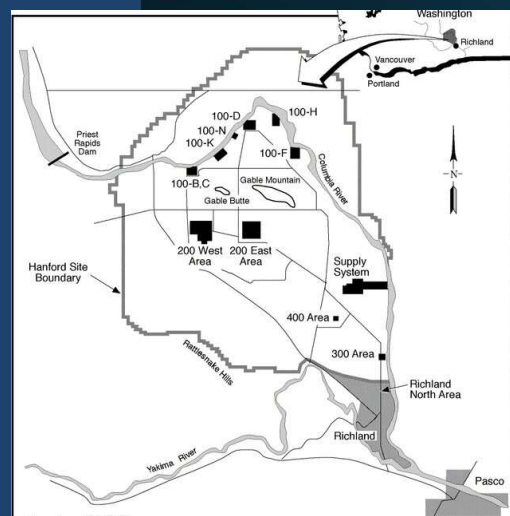 Washington
Richland
Vancouver
Portland
100-H
100-D
100-N
100-K
100-F
100-B,C
Priest
Rapids
Dam
Gable Mountain
Gable Butte
Columbia River
-N-
200 West
Area
200 East
Area
Supply
System
Hanford Site
Boundary
400 Area
300 Area
Rattlesnake Hills
Richland
North Area
Richland
Yakima River
Pasco